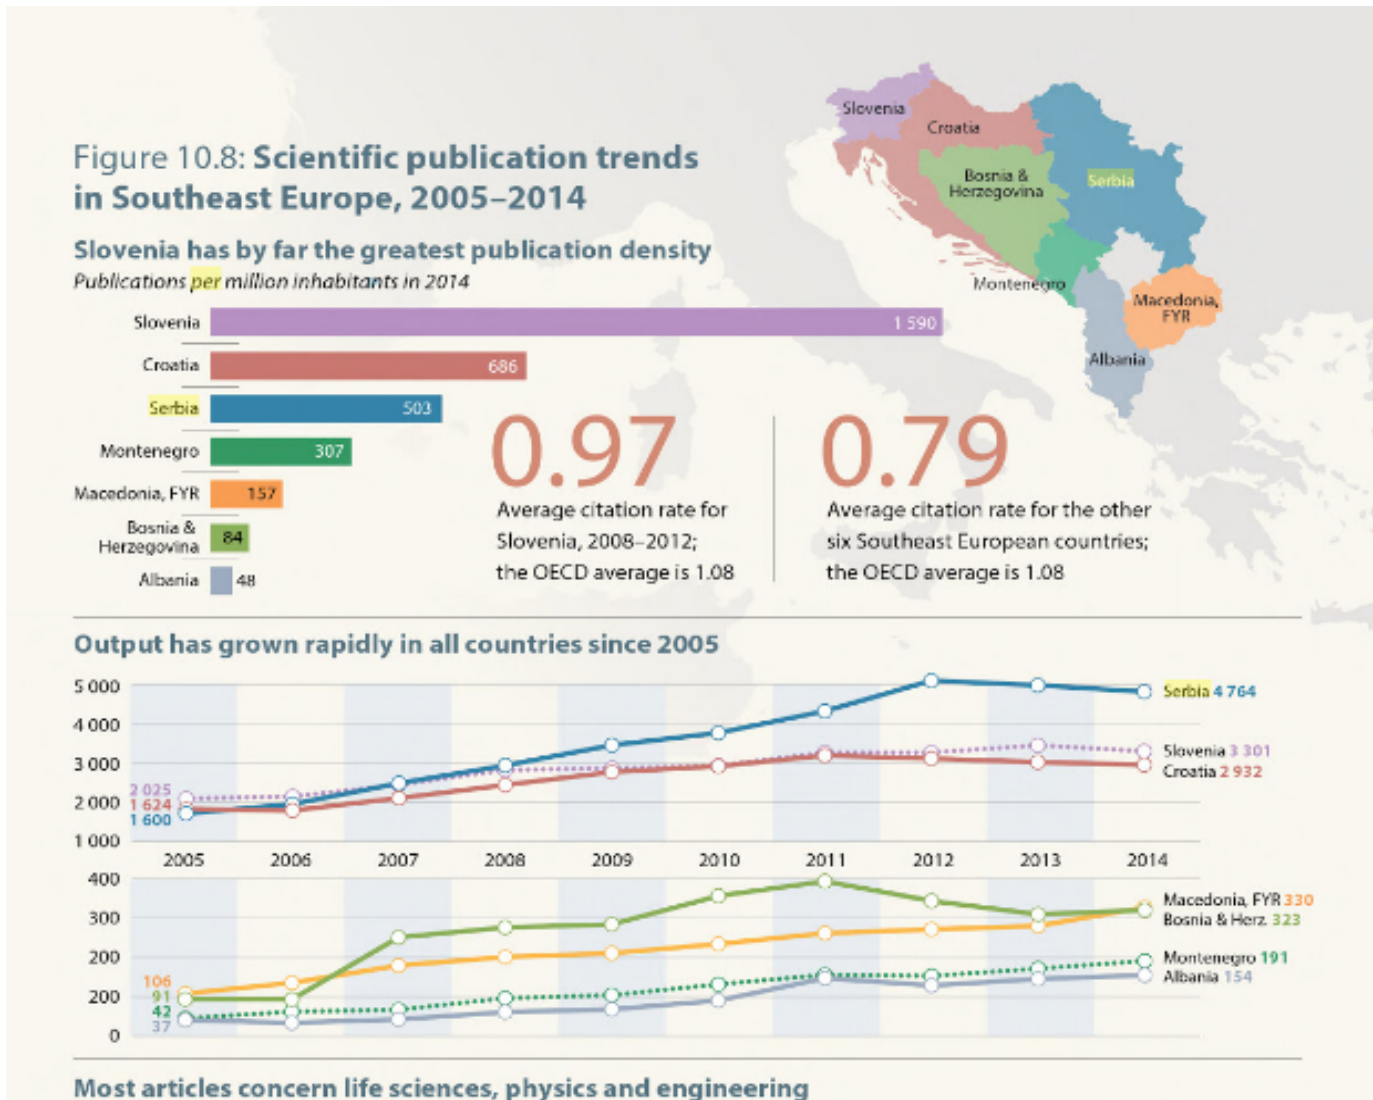 Slovenia
Croatia
Bosnia &
Herzegovina
Serbia
Montenegro
Macedonia,
FYR
Albania
Figure 10.8: Scientific publication trends
in Southeast Europe, 2005–2014
Slovenia has by far the greatest publication density
Publications per million inhabitants in 2014
Slovenia 1 590
Croatia 686
Serbia 503
Montenegro 307
Macedonia, FYR 157
Bosnia &
Herzegovina 84
Albania 48
0.97
Average citation rate for
Slovenia, 2008–2012;
the OECD average is 1.08
0.79
Average citation rate for the other
six Southeast European countries;
the OECD average is 1.08
Output has grown rapidly in all countries since 2005
5 000
4 000
3 000
2 000
1 000
2 025
1 624
1 600
Serbia 4 764
Slovenia 3 301
Croatia 2 932
2005 2006 2007 2008 2009 2010 2011 2012 2013 2014
400
300
200
200
0
106
91
42
37
Macedonia, FYR 330
Bosnia & Herz. 323
Montenegro 191
Albania 154
Most articles concern life sciences, physics and engineering